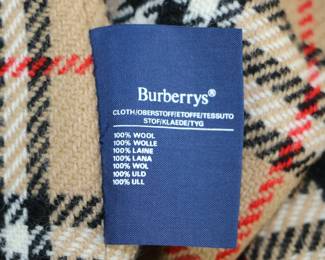 Burberrys®
CLOTH/OBERSTOFF/ETOFFE/TESSUTO
STOF/KLAEDE/TYG
100% WOOL
100% WOLLE
100% LAINE
100% LANA
100% WOL
100% ULD
100% ULL